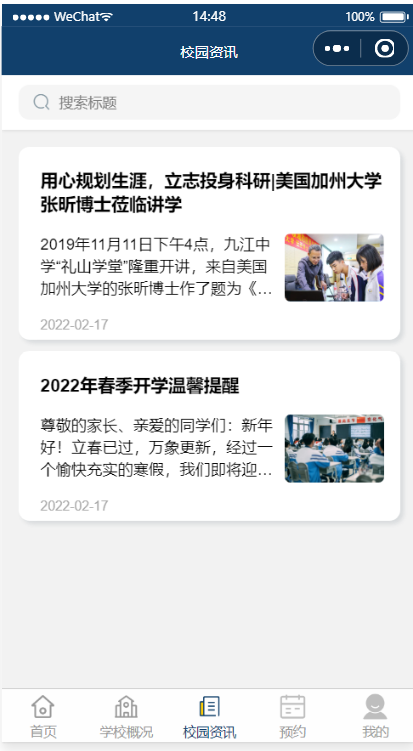 WeChat
14:48
100%
校园资讯
搜索标题
用心规划生涯，立志投身科研|美国加州大学
张昕博士莅临讲学
2019年11月11日下午4点，九江中
学“礼山学堂”隆重开讲，来自美国
加州大学的张昕博士作了题为《...
2022-02-17
2022年春季开学温馨提醒
尊敬的家长、亲爱的同学们：新年
好！立春已过，万象更新，经过一
个愉快充实的寒假，我们即将迎...
2022-02-17
首页
学校概况
校园资讯
预约
我的